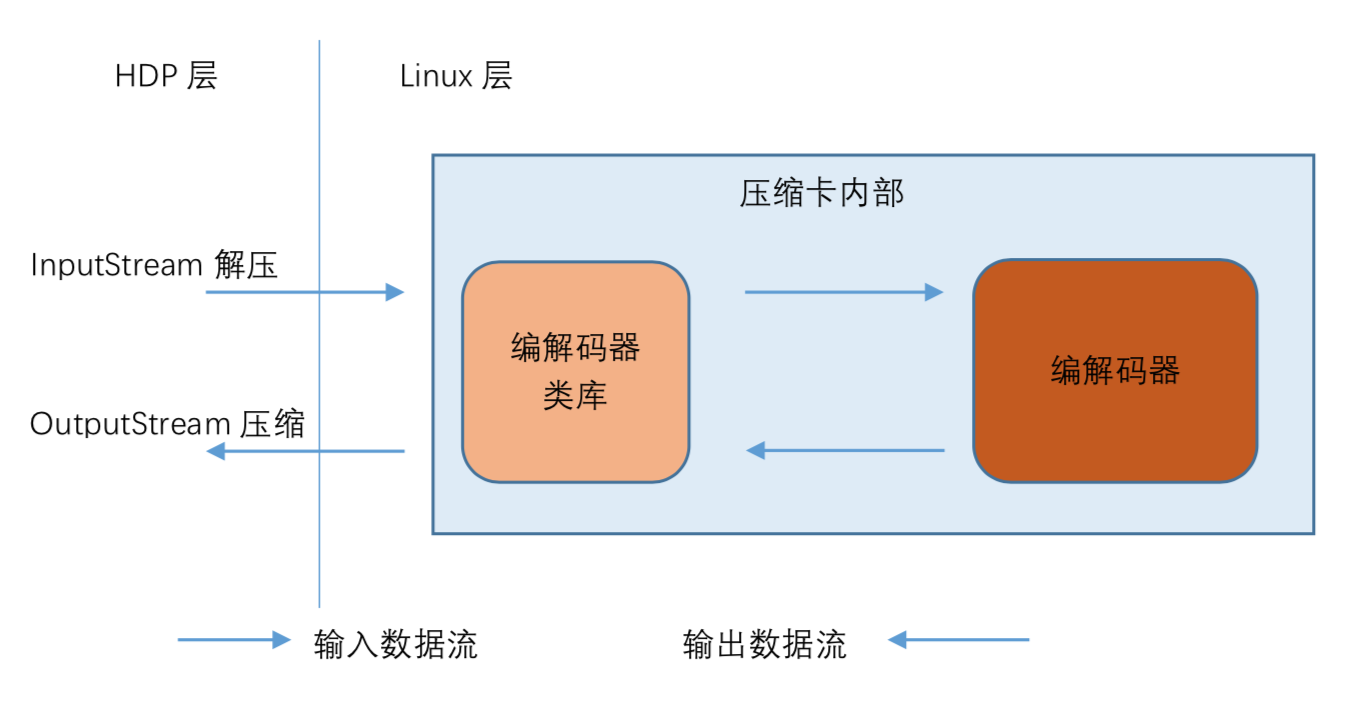 HDP 层
Linux 层
压缩卡内部
InputStream 解压
编解码器
类库
编解码器
OutputStream 压缩
输入数据流
输出数据流